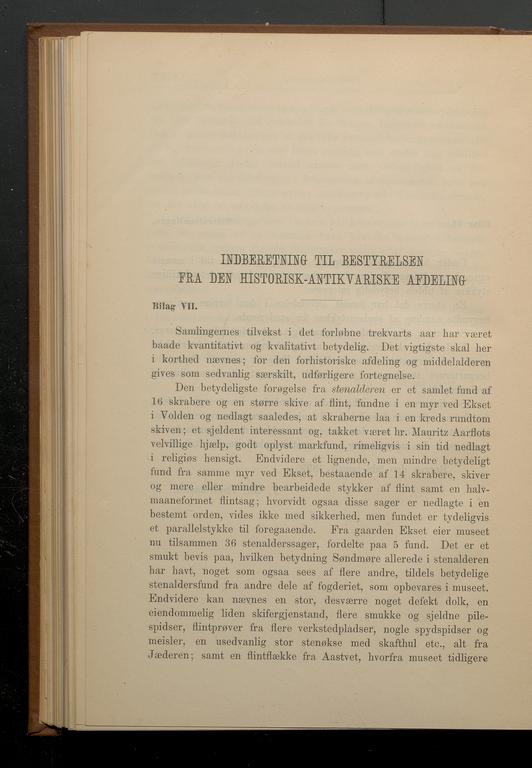 INDBERETNING TIL BESTYRELSEN
FRA DEN HISTORISK-ANTIKVARISKE AFDELING
Bilag VII.
Samlingernes tilvekst i det forløbne trekvarts aar har været
baade kvantitativt og kvalitativt betydelig. Det vigtigste skal her
i korthed nævnes; for den forhistoriske afdeling og middelalderen
gives som sedvanlig særskilt, udførligere fortegnelse.
Den betydeligste forøgelse fra stenalderen er et samlet fund af
16 skrabere og en større skive af flint, fundne i en myr ved Ekset
i Volden og nedlagt saaledes, at skraberne laa i en kreds rundtom
skiven; et sjeldent interessant og, takket været hr. Mauritz Aarflots
velvillige hjælp, godt oplyst markfund, rimeligvis i sin tid nedlagt
i religiøs hensigt. Endvidere et lignende, men mindre betydeligt
fund fra samme myr ved Ekset, bestaaende af 14 skrabere, skiver
og mere eller mindre bearbeidede stykker af flint samt en halv-
maaneformet flintsag; hvorvidt ogsaa disse sager er nedlagte i en
bestemt orden, vides ikke med sikkerhed, men fundet er tydeligvis
et parallelstykke til foregaaende. Fra gaarden Ekset eier museet
nu tilsammen 36 stenalderssager, fordelte paa 5 fund. Det er et
smukt bevis paa, hvilken betydning Søndmøre allerede i stenalderen
har havt, noget som ogsaa sees af flere andre, tildels betydelige
stenaldersfund fra andre dele af fogderiet, som opbevares i museet.
Endvidere kan nævnes en stor, desværre noget defekt dolk, en
eiendommelig liden skifergjenstand, flere smukke og sjeldne pile-
spidser, flintprøver fra flere verkstedpladser, nogle spydspidser og
meisler, en usedvanlig stor stenøkse med skafthul etc., alt fra
Jæderen; samt en flintflække fra Aastvet, hvorfra museet tidligere